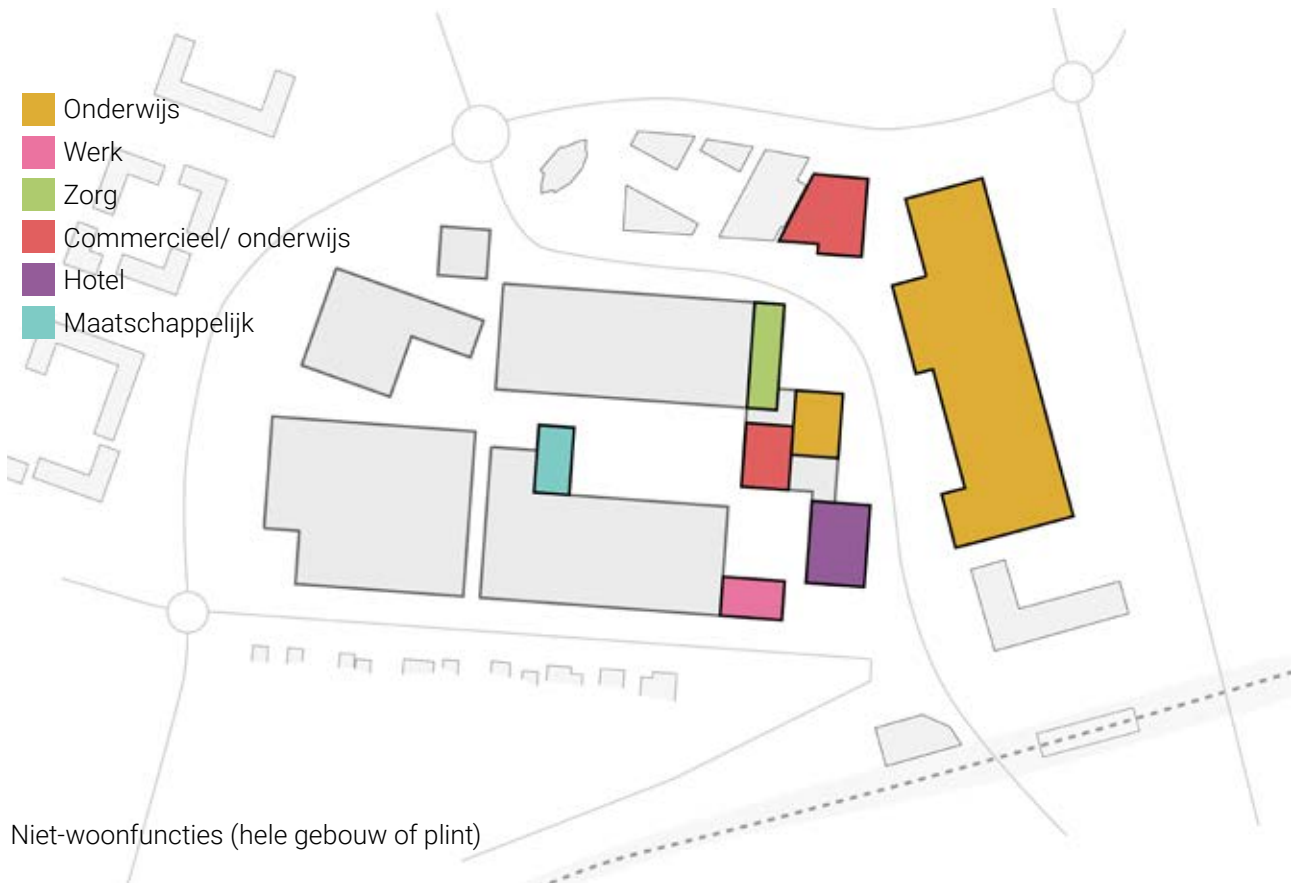 Onderwijs
Werk
Zorg
Commercieel/ onderwijs
Hotel
Maatschappelijk
Niet-woonfuncties (hele gebouw of plint)